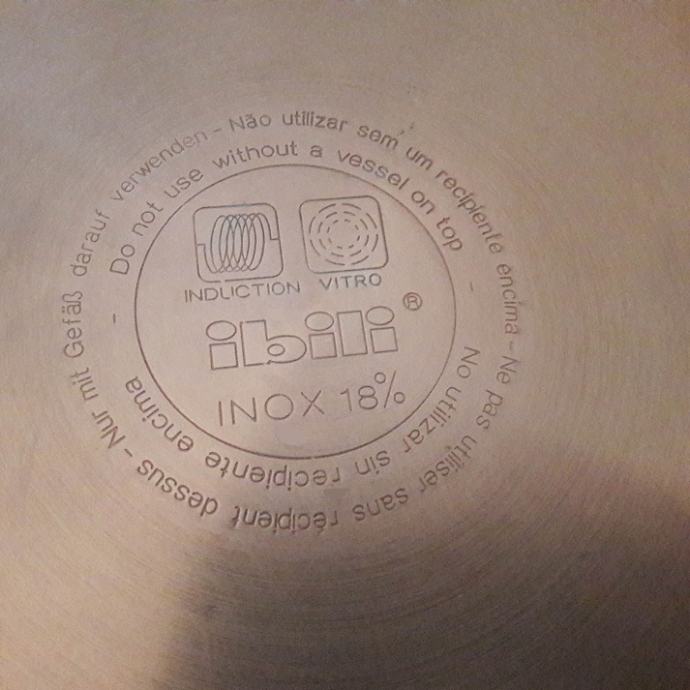 Não utilizar sem um recipiente encima - Ne pas utiliser sans récipient dessus - Nur mit Gefäß darauf verwenden -
Do not use without a vessel on top - No utilizar sin recipiente encima -
INDUCTION VITRO
ibili®
INOX 18%